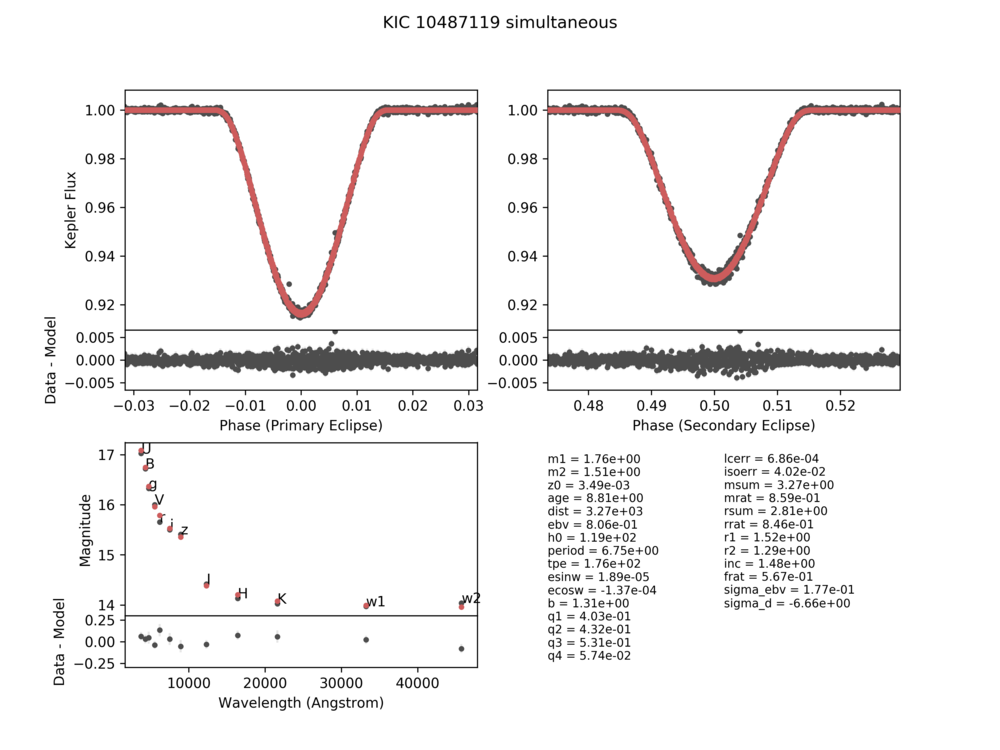 KIC 10487119 simultaneous
1.00
0.98
0.96
0.94
0.92
Kepler Flux
0.005
0.000
−0.005
Data - Model
−0.03 −0.02 −0.01 0.00 0.01 0.02 0.03
Phase (Primary Eclipse)
0.005
0.000
−0.005
0.48 0.49 0.50 0.51 0.52
Phase (Secondary Eclipse)
17
16
15
14
Magnitude
U
B
g
V
r
i
z
J
H
K
w1
w2
0.25
0.00
−0.25
Data - Model
10000 20000 30000 40000
Wavelength (Angstrom)
m1 = 1.76e+00
m2 = 1.51e+00
z0 = 3.49e-03
age = 8.81e+00
dist = 3.27e+03
ebv = 8.06e-01
h0 = 1.19e+02
period = 6.75e+00
tpe = 1.76e+02
esinw = 1.89e-05
ecosw = -1.37e-04
b = 1.31e+00
q1 = 4.03e-01
q2 = 4.32e-01
q3 = 5.31e-01
q4 = 5.74e-02
lcerr = 6.86e-04
isoerr = 4.02e-02
msum = 3.27e+00
mrat = 8.59e-01
rsum = 2.81e+00
rrat = 8.46e-01
r1 = 1.52e+00
r2 = 1.29e+00
inc = 1.48e+00
frat = 5.67e-01
sigma_ebv = 1.77e-01
sigma_d = -6.66e+00